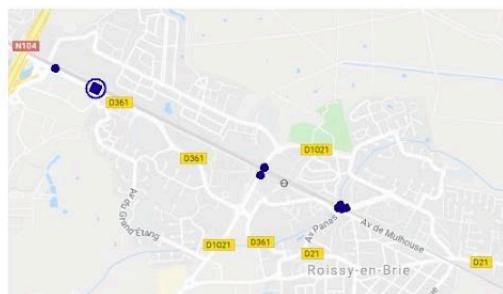 N104
D361
D361
D1021
Av du Grand Étang
Av Panas
Av de Mulhouse
D1021
D361
D21
D21
Roissy-en-Brie